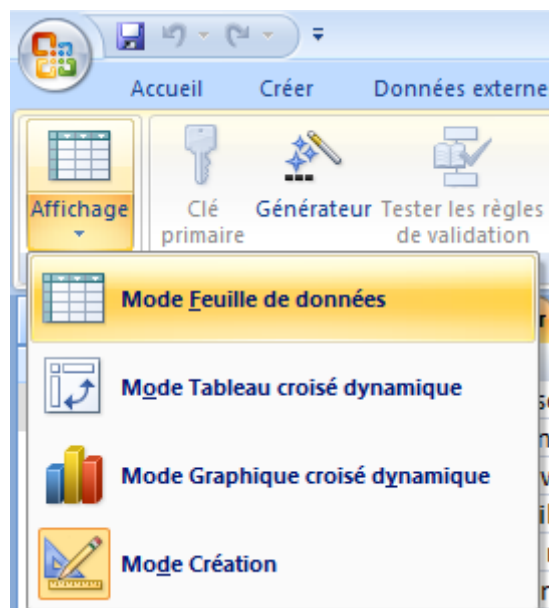 Accueil Créer Données externe
Affichage Clé primaire Générateur Tester les règles de validation
Mode Feuille de données
Mode Tableau croisé dynamique
Mode Graphique croisé dynamique
Mode Création